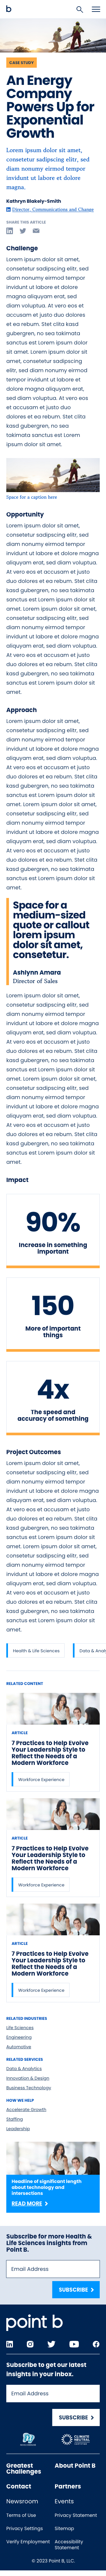 b
CASE STUDY
An Energy
Company Powers
Up for
Exponential
Growth
Lorem ipsum dolor sit amet,
consetetur sadipscing elitr, sed
diam nonumy eirmod tempor
invidunt ut labore et dolore
magna.
Kathryn Blakely-Smith
Director, Communications and Change
SHARE THIS ARTICLE
Challenge
Lorem ipsum dolor sit amet,
consetetur sadipscing elitr, sed
diam nonumy eirmod tempor
invidunt ut labore et dolore
magna aliquyam erat, sed
diam voluptua. At vero eos et
accusam et justo duo dolores
et ea rebum. Stet clita kasd
gubergren, no sea takimata
sanctus est Lorem ipsum dolor
sit amet. Lorem ipsum dolor sit
amet, consetetur sadipscing
elitr, sed diam nonumy eirmod
tempor invidunt ut labore et
dolore magna aliquyam erat,
sed diam voluptua. At vero eos
et accusam et justo duo
dolores et ea rebum. Stet clita
kasd gubergren, no sea
takimata sanctus est Lorem
ipsum dolor sit amet.
Space for a caption here
Opportunity
Lorem ipsum dolor sit amet,
consetetur sadipscing elitr, sed
diam nonumy eirmod tempor
invidunt ut labore et dolore magna
aliquyam erat, sed diam voluptua.
At vero eos et accusam et justo
duo dolores et ea rebum. Stet clita
kasd gubergren, no sea takimata
sanctus est Lorem ipsum dolor sit
amet. Lorem ipsum dolor sit amet,
consetetur sadipscing elitr, sed
diam nonumy eirmod tempor
invidunt ut labore et dolore magna
aliquyam erat, sed diam voluptua.
At vero eos et accusam et justo
duo dolores et ea rebum. Stet clita
kasd gubergren, no sea takimata
sanctus est Lorem ipsum dolor sit
amet.
Approach
Lorem ipsum dolor sit amet,
consetetur sadipscing elitr, sed
diam nonumy eirmod tempor
invidunt ut labore et dolore magna
aliquyam erat, sed diam voluptua.
At vero eos et accusam et justo
duo dolores et ea rebum. Stet clita
kasd gubergren, no sea takimata
sanctus est Lorem ipsum dolor sit
amet. Lorem ipsum dolor sit amet,
consetetur sadipscing elitr, sed
diam nonumy eirmod tempor
invidunt ut labore et dolore magna
aliquyam erat, sed diam voluptua.
At vero eos et accusam et justo
duo dolores et ea rebum. Stet clita
kasd gubergren, no sea takimata
sanctus est Lorem ipsum dolor sit
amet.
Space for a
medium-sized
quote or callout
lorem ipsum
dolor sit amet,
consetetur.
Ashlynn Amara
Director of Sales
Lorem ipsum dolor sit amet,
consetetur sadipscing elitr, sed
diam nonumy eirmod tempor
invidunt ut labore et dolore magna
aliquyam erat, sed diam voluptua.
At vero eos et accusam et justo
duo dolores et ea rebum. Stet clita
kasd gubergren, no sea takimata
sanctus est Lorem ipsum dolor sit
amet. Lorem ipsum dolor sit amet,
consetetur sadipscing elitr, sed
diam nonumy eirmod tempor
invidunt ut labore et dolore magna
aliquyam erat, sed diam voluptua.
At vero eos et accusam et justo
duo dolores et ea rebum. Stet clita
kasd gubergren, no sea takimata
sanctus est Lorem ipsum dolor sit
amet.
Impact
90%
Increase in something
important
150
More of important
things
4x
The speed and
accuracy of something
Project Outcomes
Lorem ipsum dolor sit amet,
consetetur sadipscing elitr, sed
diam nonumy eirmod tempor
invidunt ut labore et dolore magna
aliquyam erat, sed diam voluptua.
At vero eos et accusam et justo
duo dolores et ea rebum. Stet clita
kasd gubergren, no sea takimata
sanctus est Lorem ipsum dolor sit
amet. Lorem ipsum dolor sit amet,
consetetur sadipscing elitr, sed
diam nonumy eirmod tempor
invidunt ut labore et dolore magna
aliquyam erat, sed diam voluptua.
At vero eos et accusam et justo
duo dolores et ea rebum. Stet clita
kasd gubergren, no sea takimata
sanctus est Lorem ipsum dolor sit
amet.
Health & Life Sciences
Data & Anal
RELATED CONTENT
ARTICLE
7 Practices to Help Evolve
Your Leadership Style to
Reflect the Needs of a
Modern Workforce
Workforce Experience
ARTICLE
7 Practices to Help Evolve
Your Leadership Style to
Reflect the Needs of a
Modern Workforce
Workforce Experience
ARTICLE
7 Practices to Help Evolve
Your Leadership Style to
Reflect the Needs of a
Modern Workforce
Workforce Experience
RELATED INDUSTRIES
Life Sciences
Engineering
Automotive
RELATED SERVICES
Data & Analytics
Innovation & Design
Business Technology
HOW WE HELP
Accelerate Growth
Staffing
Leadership
Headline of significant length
about technology and
intersections
READ MORE
Subscribe for more Health &
Life Sciences Insights from
Point B.
Email Address
SUBSCRIBE
point b
Subscribe to get our latest
insights in your inbox.
Email Address
SUBSCRIBE
CLIMATE
NEUTRAL
Greatest
Challenges
About Point B
Contact
Partners
Newsroom
Events
Terms of Use
Privacy Statement
Privacy Settings
Sitemap
Verify Employment
Accessibility
Statement
© 2023 Point B, LLC.